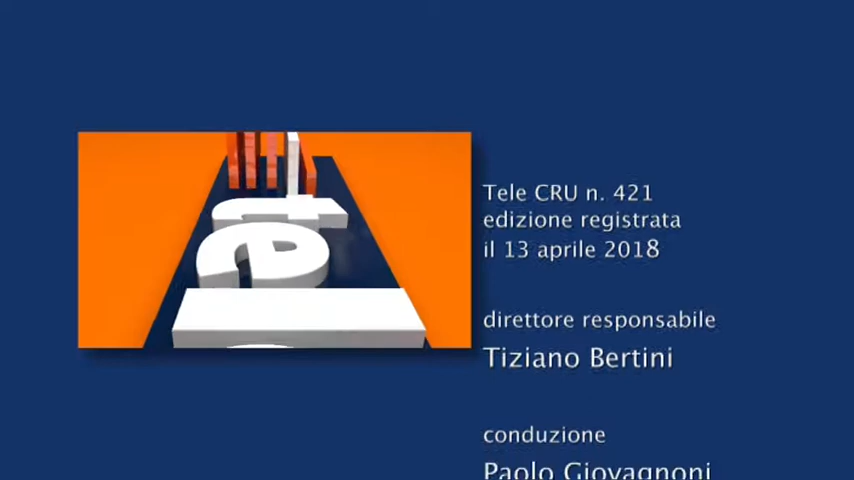 Tele CRU n. 421
edizione registrata
il 13 aprile 2018
direttore responsabile
Tiziano Bertini
conduzione
Paolo Giovagnoni